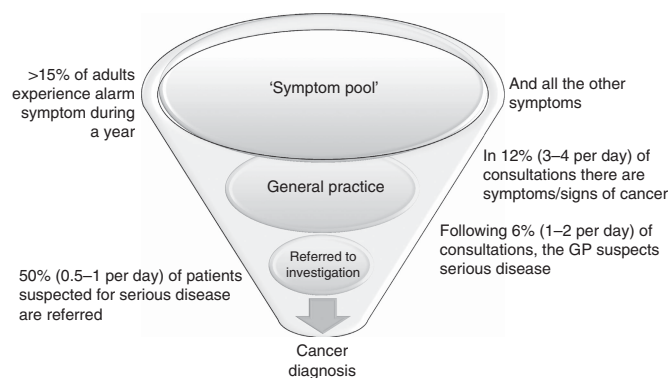 >15% of adults
experience alarm
symptom during
a year
‘Symptom pool’
And all the other
symptoms
General practice
In 12% (3–4 per day) of
consultations there are
symptoms/signs of cancer
Following 6% (1–2 per day) of
consultations, the GP suspects
serious disease
Referred to
investigation
50% (0.5–1 per day) of patients
suspected for serious disease
are referred
Cancer
diagnosis